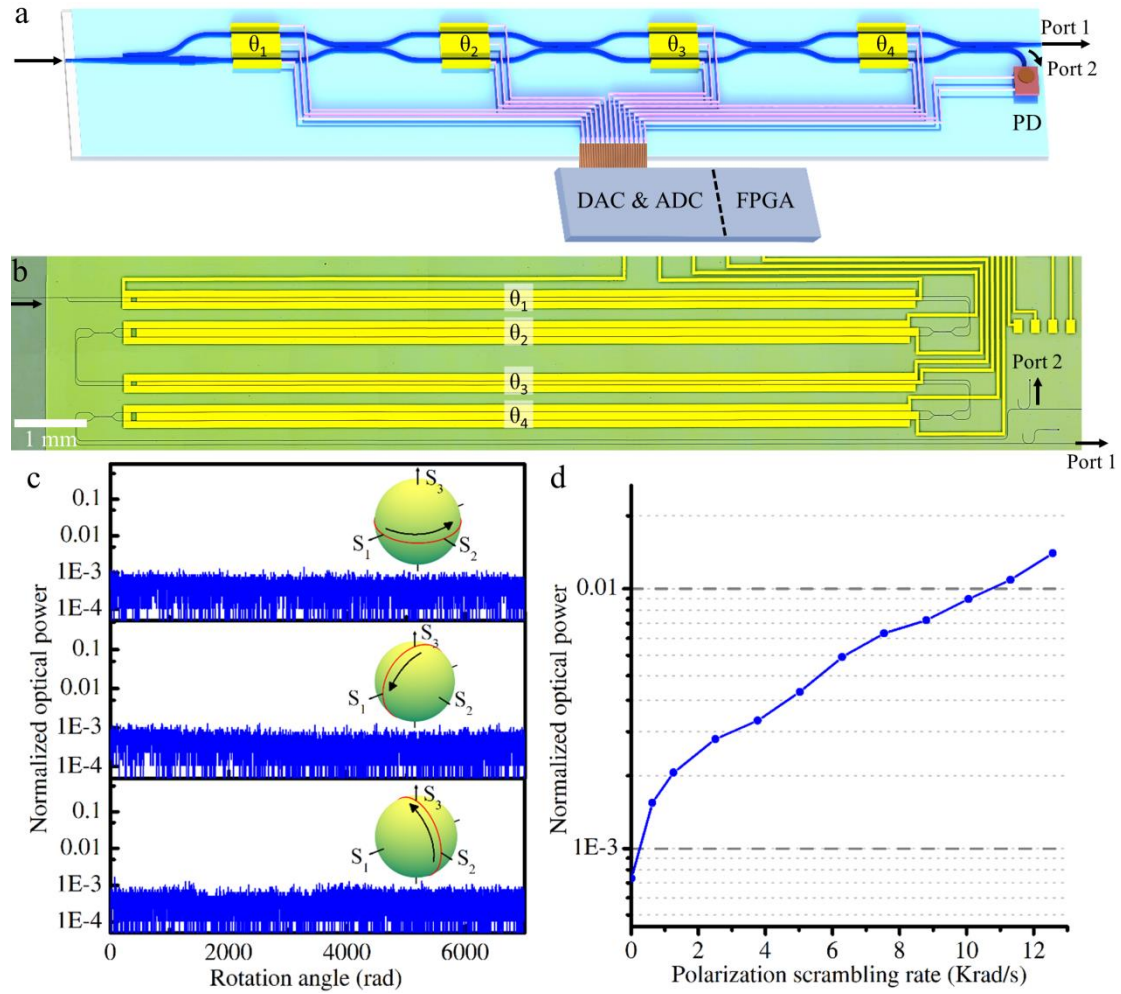 a
θ1
θ2
θ3
θ4
Port 1
Port 2
PD
DAC & ADC
FPGA
b
θ1
θ2
θ3
θ4
1 mm
Port 2
Port 1
c
Normalized optical power
0.1
0.01
1E-3
1E-4
S3
S1
S2
0.1
0.01
1E-3
1E-4
S3
S1
S2
0.1
0.01
1E-3
1E-4
S3
S1
S2
0
2000
4000
6000
Rotation angle (rad)
d
Normalized optical power
0.01
1E-3
0
2
4
6
8
10
12
Polarization scrambling rate (Krad/s)